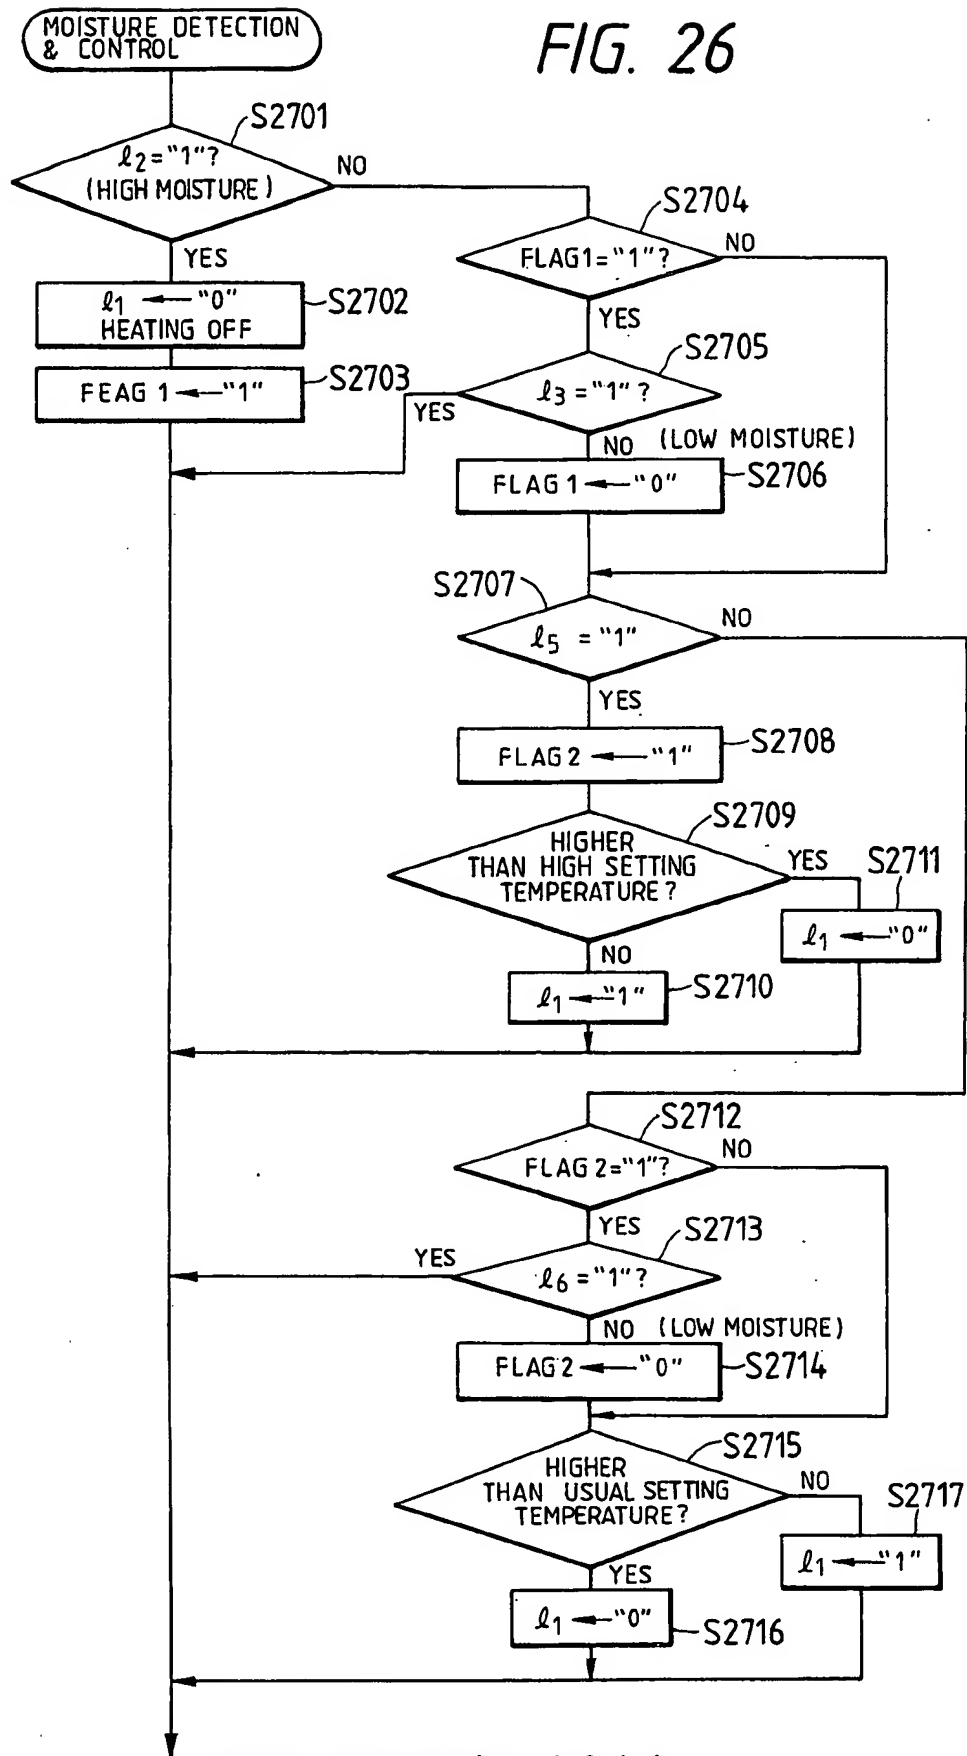 MOISTURE DETECTION
& CONTROL
FIG. 26
S2701
ℓ2="1"?
(HIGH MOISTURE)
NO
YES
ℓ1 ← "0"
HEATING OFF
S2702
FEAG 1 ← "1"
S2703
S2704
FLAG1="1"?
NO
YES
S2705
ℓ3="1"?
YES
NO (LOW MOISTURE)
FLAG 1 ← "0"
S2706
S2707
ℓ5 = "1"
NO
YES
FLAG 2 ← "1"
S2708
S2709
HIGHER
THAN HIGH SETTING
TEMPERATURE?
YES
S2711
ℓ1 ← "0"
NO
ℓ1 ← "1"
S2710
S2712
FLAG 2="1"?
NO
YES
S2713
ℓ6="1"?
YES
NO (LOW MOISTURE)
FLAG2 ← "0"
S2714
S2715
HIGHER
THAN USUAL SETTING
TEMPERATURE?
NO
S2717
ℓ1 ← "1"
YES
ℓ1 ← "0"
S2716